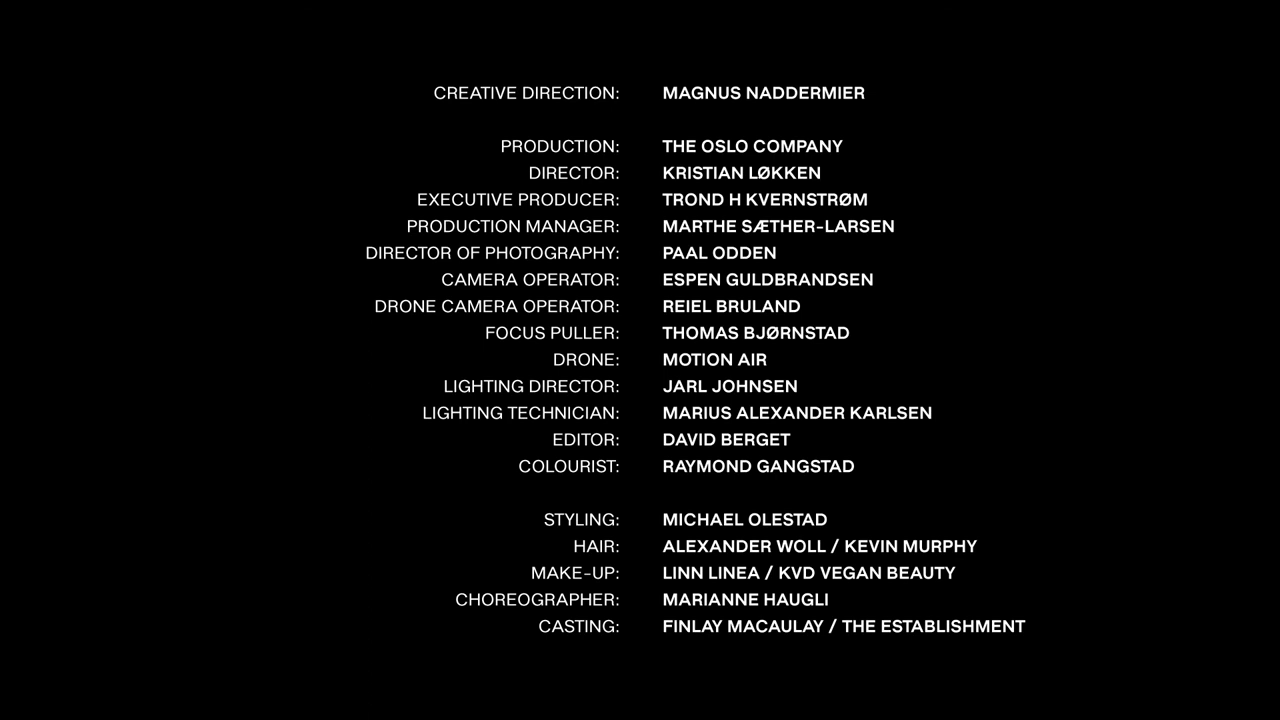 CREATIVE DIRECTION: MAGNUS NADDERMIER
PRODUCTION: THE OSLO COMPANY
DIRECTOR: KRISTIAN LØKKEN
EXECUTIVE PRODUCER: TROND H KVERNSTRØM
PRODUCTION MANAGER: MARTHE SÆTHER-LARSEN
DIRECTOR OF PHOTOGRAPHY: PAAL ODDEN
CAMERA OPERATOR: ESPEN GULDBRANDSEN
DRONE CAMERA OPERATOR: REIEL BRULAND
FOCUS PULLER: THOMAS BJØRNSTAD
DRONE: MOTION AIR
LIGHTING DIRECTOR: JARL JOHNSEN
LIGHTING TECHNICIAN: MARIUS ALEXANDER KARLSEN
EDITOR: DAVID BERGET
COLOURIST: RAYMOND GANGSTAD
STYLING: MICHAEL OLESTAD
HAIR: ALEXANDER WOLL / KEVIN MURPHY
MAKE-UP: LINN LINEA / KVD VEGAN BEAUTY
CHOREOGRAPHER: MARIANNE HAUGLI
CASTING: FINLAY MACAULAY / THE ESTABLISHMENT